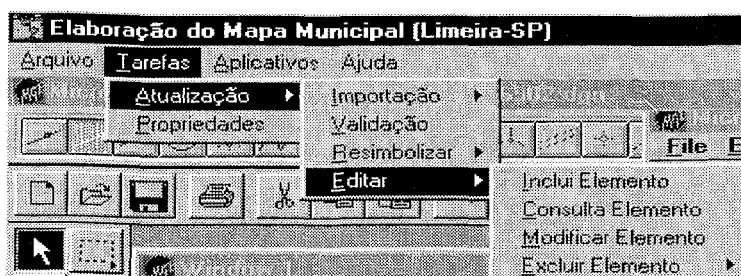 Elaboração do Mapa Municipal (Limeira-SP)
Arquivo Tarefas Aplicativos Ajuda
Atualização
Propriedades
Importação
Validação
Resimbolizar
Editar
File E
Inclui Elemento
Consulta Elemento
Modificar Elemento
Excluir Elemento